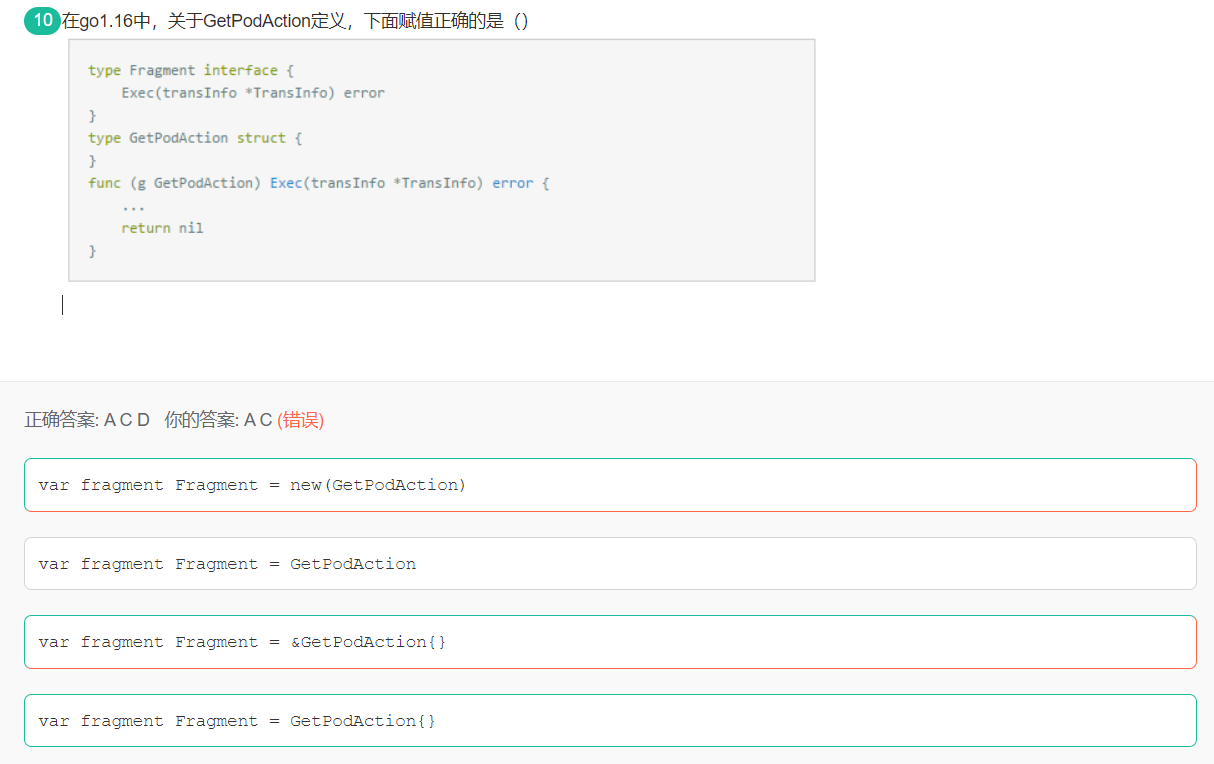 10 在go1.16中，关于GetPodAction定义，下面赋值正确的是（）
type Fragment interface {
    Exec(transInfo *TransInfo) error
}
type GetPodAction struct {
}
func (g GetPodAction) Exec(transInfo *TransInfo) error {
    ...
    return nil
}
正确答案: A C D   你的答案: A C (错误)
var fragment Fragment = new(GetPodAction)
var fragment Fragment = GetPodAction
var fragment Fragment = &GetPodAction{}
var fragment Fragment = GetPodAction{}